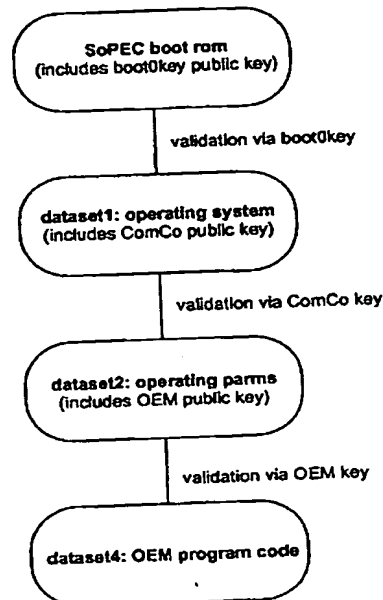 SoPEC boot rom
(includes boot0key public key)
validation via boot0key
dataset1: operating system
(includes ComCo public key)
validation via ComCo key
dataset2: operating parms
(includes OEM public key)
validation via OEM key
dataset4: OEM program code